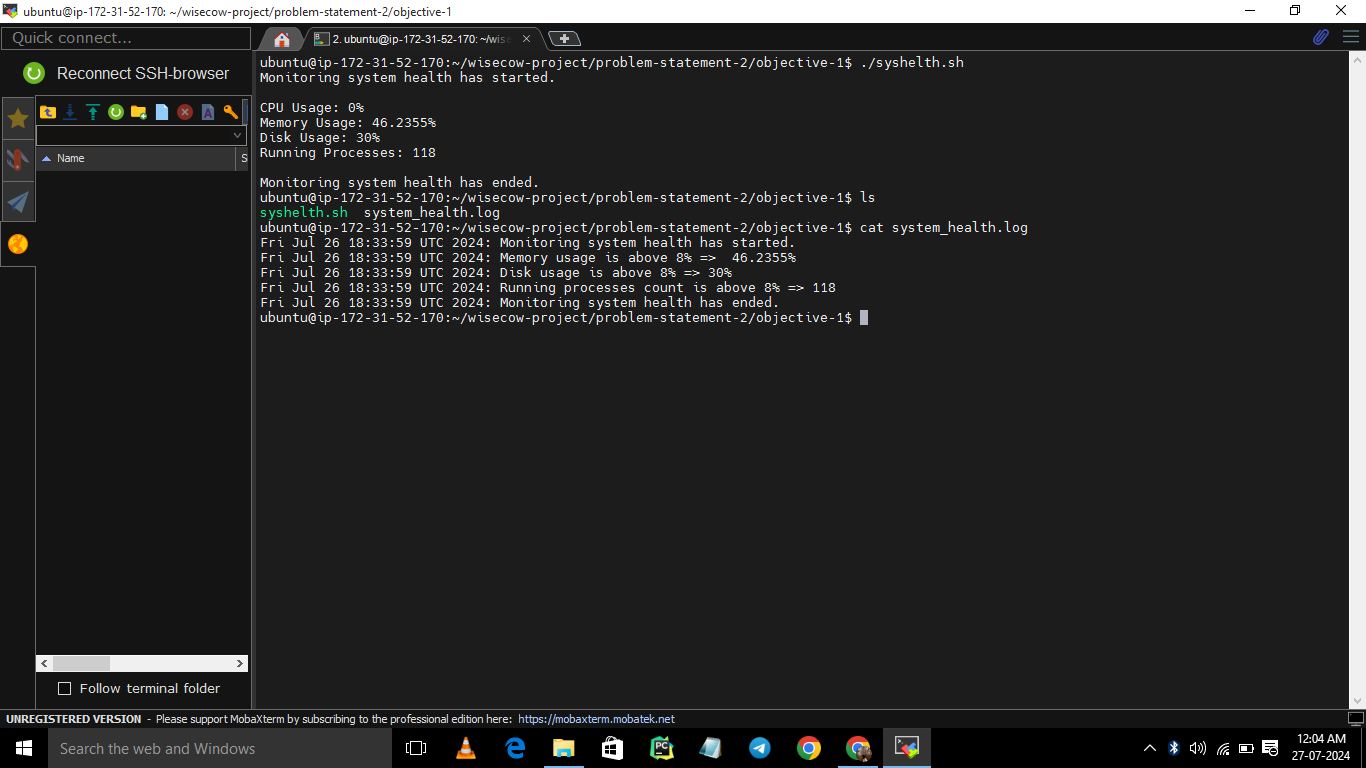 ubuntu@ip-172-31-52-170: ~/wisecow-project/problem-statement-2/objective-1
Quick connect...
2. ubuntu@ip-172-31-52-170: ~/wise
Reconnect SSH-browser
Name
S
ubuntu@ip-172-31-52-170:~/wisecow-project/problem-statement-2/objective-1$ ./syshelth.sh
Monitoring system health has started.
CPU Usage: 0%
Memory Usage: 46.2355%
Disk Usage: 30%
Running Processes: 118
Monitoring system health has ended.
ubuntu@ip-172-31-52-170:~/wisecow-project/problem-statement-2/objective-1$ ls
syshelth.sh  system_health.log
ubuntu@ip-172-31-52-170:~/wisecow-project/problem-statement-2/objective-1$ cat system_health.log
Fri Jul 26 18:33:59 UTC 2024: Monitoring system health has started.
Fri Jul 26 18:33:59 UTC 2024: Memory usage is above 8% =>  46.2355%
Fri Jul 26 18:33:59 UTC 2024: Disk usage is above 8% => 30%
Fri Jul 26 18:33:59 UTC 2024: Running processes count is above 8% => 118
Fri Jul 26 18:33:59 UTC 2024: Monitoring system health has ended.
ubuntu@ip-172-31-52-170:~/wisecow-project/problem-statement-2/objective-1$
Follow terminal folder
UNREGISTERED VERSION - Please support MobaXterm by subscribing to the professional edition here: https://mobaxterm.mobatek.net
Search the web and Windows
12:04 AM
27-07-2024